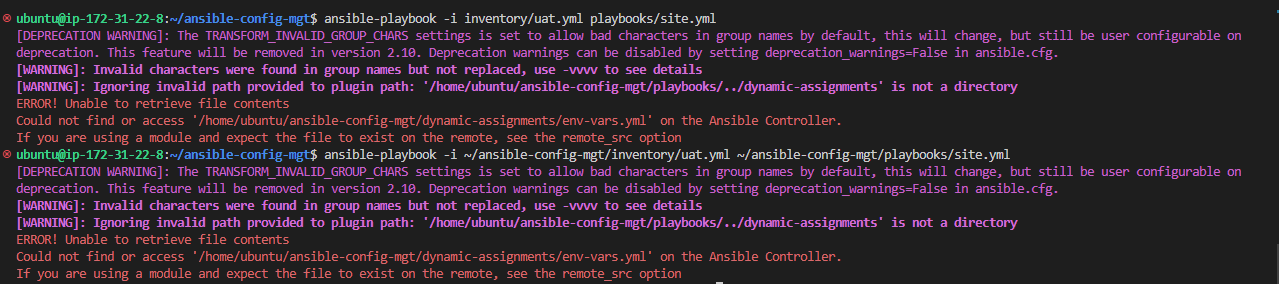 ubuntu@ip-172-31-22-8:~/ansible-config-mgt$ ansible-playbook -i inventory/uat.yml playbooks/site.yml
[DEPRECATION WARNING]: The TRANSFORM_INVALID_GROUP_CHARS settings is set to allow bad characters in group names by default, this will change, but still be user configurable on
deprecation. This feature will be removed in version 2.10. Deprecation warnings can be disabled by setting deprecation_warnings=False in ansible.cfg.
[WARNING]: Invalid characters were found in group names but not replaced, use -vvvv to see details
[WARNING]: Ignoring invalid path provided to plugin path: '/home/ubuntu/ansible-config-mgt/playbooks/../dynamic-assignments' is not a directory
ERROR! Unable to retrieve file contents
Could not find or access '/home/ubuntu/ansible-config-mgt/dynamic-assignments/env-vars.yml' on the Ansible Controller.
If you are using a module and expect the file to exist on the remote, see the remote_src option
ubuntu@ip-172-31-22-8:~/ansible-config-mgt$ ansible-playbook -i ~/ansible-config-mgt/inventory/uat.yml ~/ansible-config-mgt/playbooks/site.yml
[DEPRECATION WARNING]: The TRANSFORM_INVALID_GROUP_CHARS settings is set to allow bad characters in group names by default, this will change, but still be user configurable on
deprecation. This feature will be removed in version 2.10. Deprecation warnings can be disabled by setting deprecation_warnings=False in ansible.cfg.
[WARNING]: Invalid characters were found in group names but not replaced, use -vvvv to see details
[WARNING]: Ignoring invalid path provided to plugin path: '/home/ubuntu/ansible-config-mgt/playbooks/../dynamic-assignments' is not a directory
ERROR! Unable to retrieve file contents
Could not find or access '/home/ubuntu/ansible-config-mgt/dynamic-assignments/env-vars.yml' on the Ansible Controller.
If you are using a module and expect the file to exist on the remote, see the remote_src option